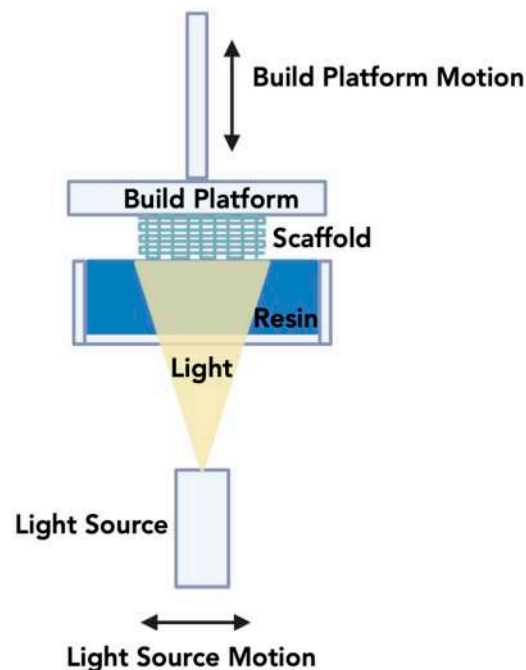 Build Platform Motion
Build Platform
Scaffold
Resin
Light
Light Source
Light Source Motion